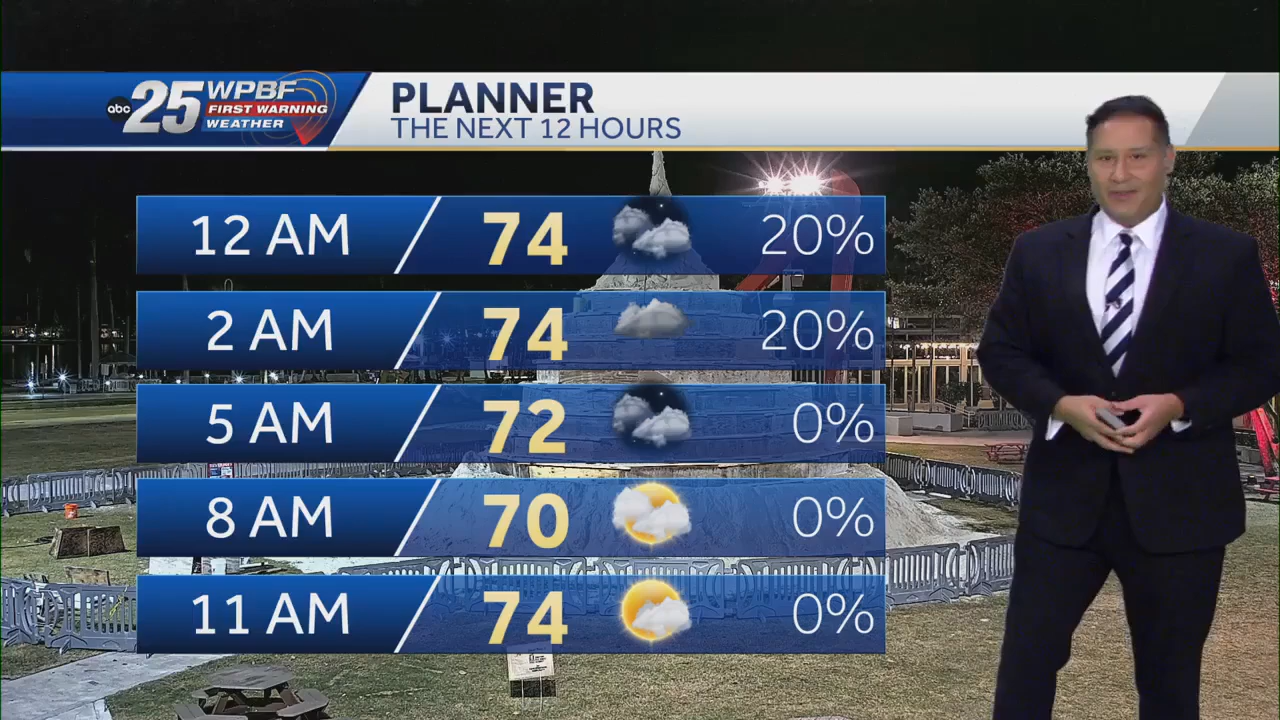 abc 25 WPBF
FIRST WARNING
WEATHER
PLANNER
THE NEXT 12 HOURS
12 AM 74 20%
2 AM 74 20%
5 AM 72 0%
8 AM 70 0%
11 AM 74 0%